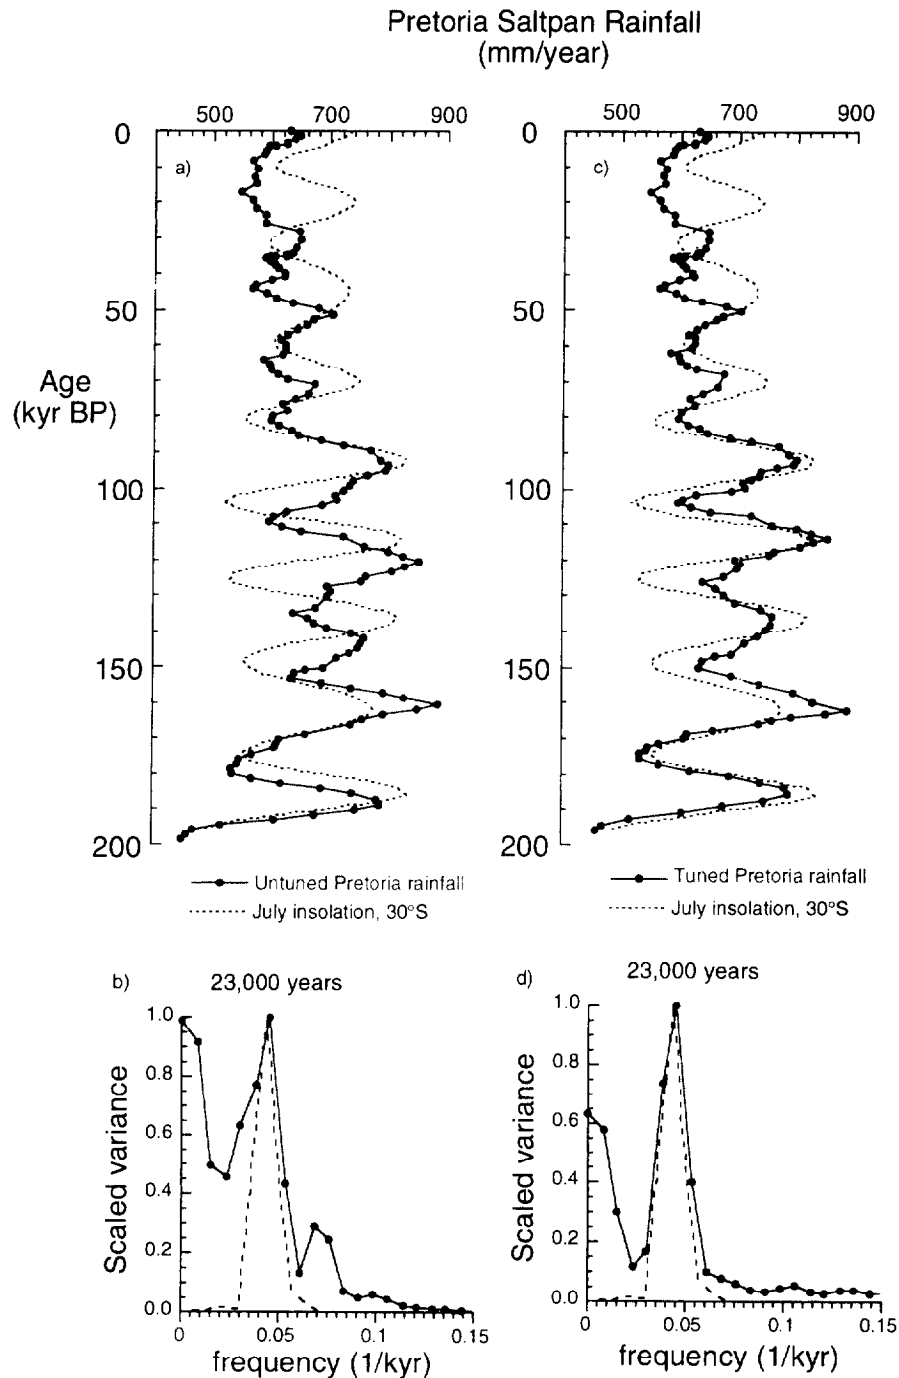 Pretoria Saltpan Rainfall
(mm/year)
500 700 900
500 700 900
a)
c)
0
50
100
150
200
0
50
100
150
200
Age
(kyr BP)
Untuned Pretoria rainfall
July insolation, 30°S
Tuned Pretoria rainfall
July insolation, 30°S
b)
23,000 years
d)
23,000 years
Scaled variance
1.0
0.8
0.6
0.4
0.2
0.0
0 0.05 0.1 0.15
frequency (1/kyr)
Scaled variance
1.0
0.8
0.6
0.4
0.2
0.0
0 0.05 0.1 0.15
frequency (1/kyr)